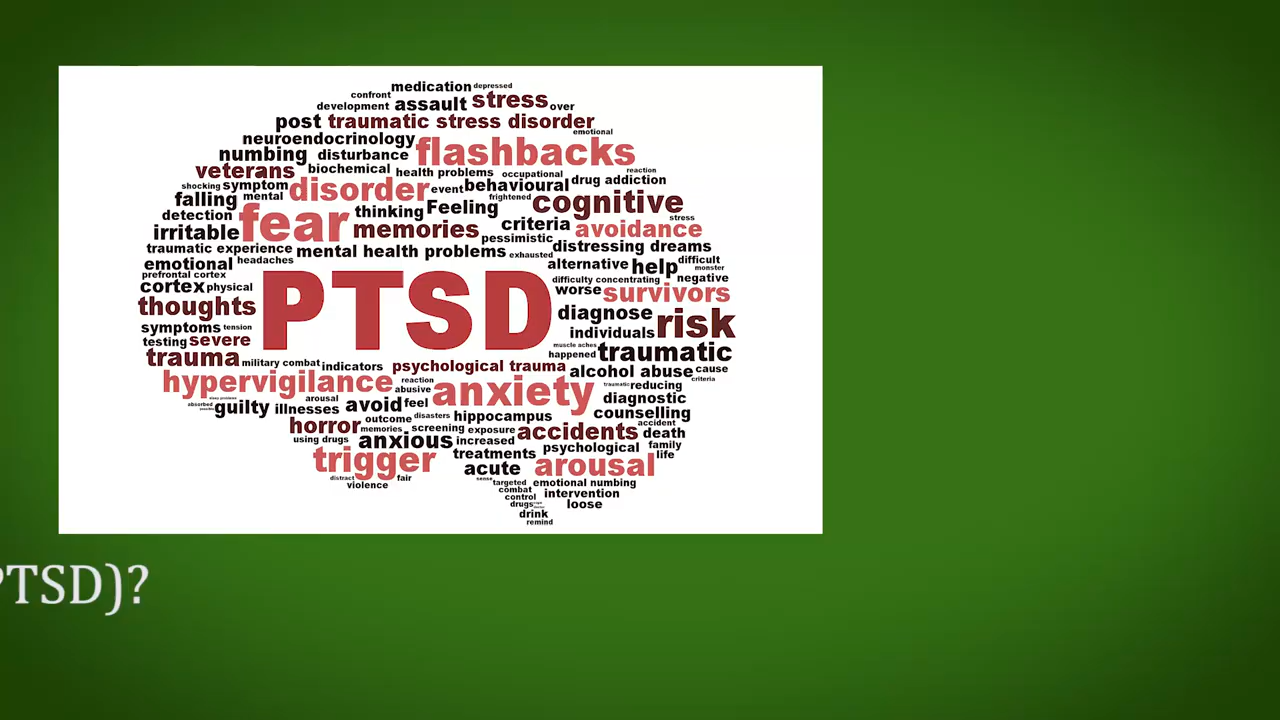 medication depressed
confront
development assault stress over
post traumatic stress disorder
emotional
neuroendocrinology flashbacks
numbing disturbance
veterans biochemical health problems occupational reaction
shocking symptom disorder event behavioural drug addiction
falling mental frightened cognitive
detection fear thinking Feeling stress
irritable memories criteria avoidance
traumatic experience pessimistic distressing dreams
mental health problems exhausted
emotional headaches alternative help difficult
monster
prefrontal cortex difficulty concentrating negative
cortex physical PTSD worse survivors
thoughts diagnose risk
symptoms tension individuals
testing severe muscle aches
trauma military combat indicators happened traumatic
psychological trauma alcohol abuse cause
hypervigilance reaction anxiety traumatic reducing criteria
abusive
sleep problems arousal diagnostic
absorbed guilty illnesses avoid feel disasters hippocampus counselling
horror outcome accident
memories screening exposure accidents death
using drugs anxious increased psychological family
trigger treatments life
acute arousal
distract fair sense targeted emotional numbing
violence combat intervention
control
drugs loose
drink
remind
PTSD)?